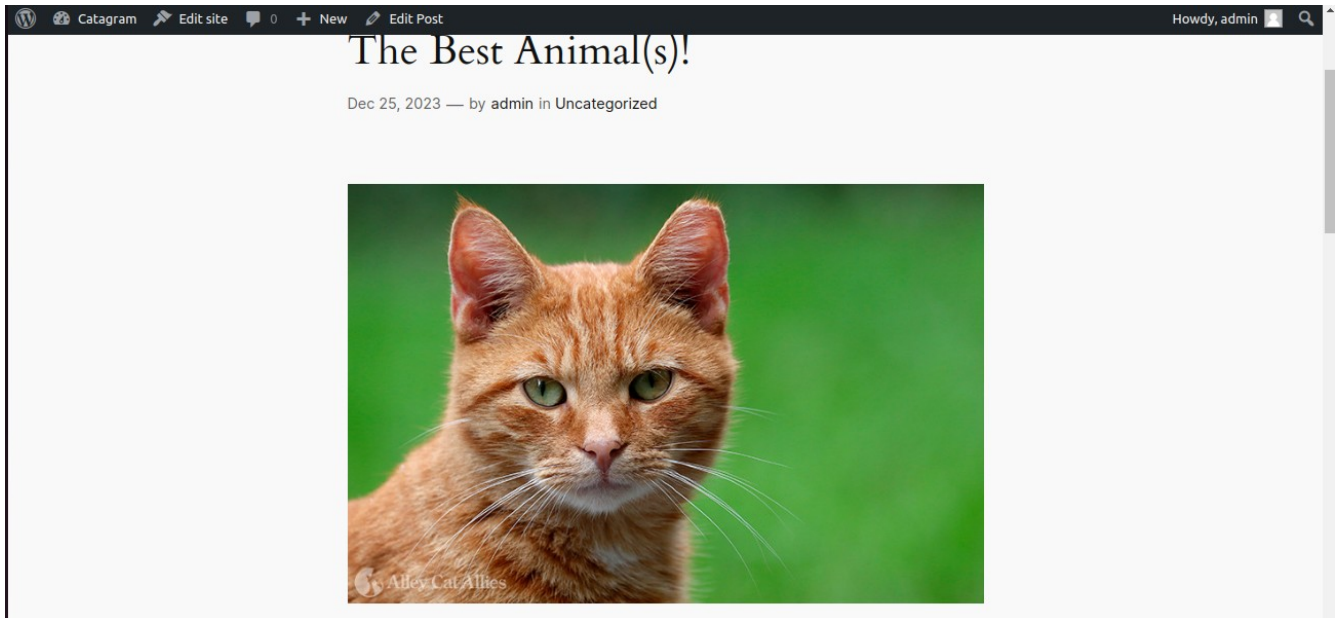 Catagram Edit site 0 New Edit Post Howdy, admin
The Best Animal(s)!
Dec 25, 2023 — by admin in Uncategorized
Alley Cat Allies